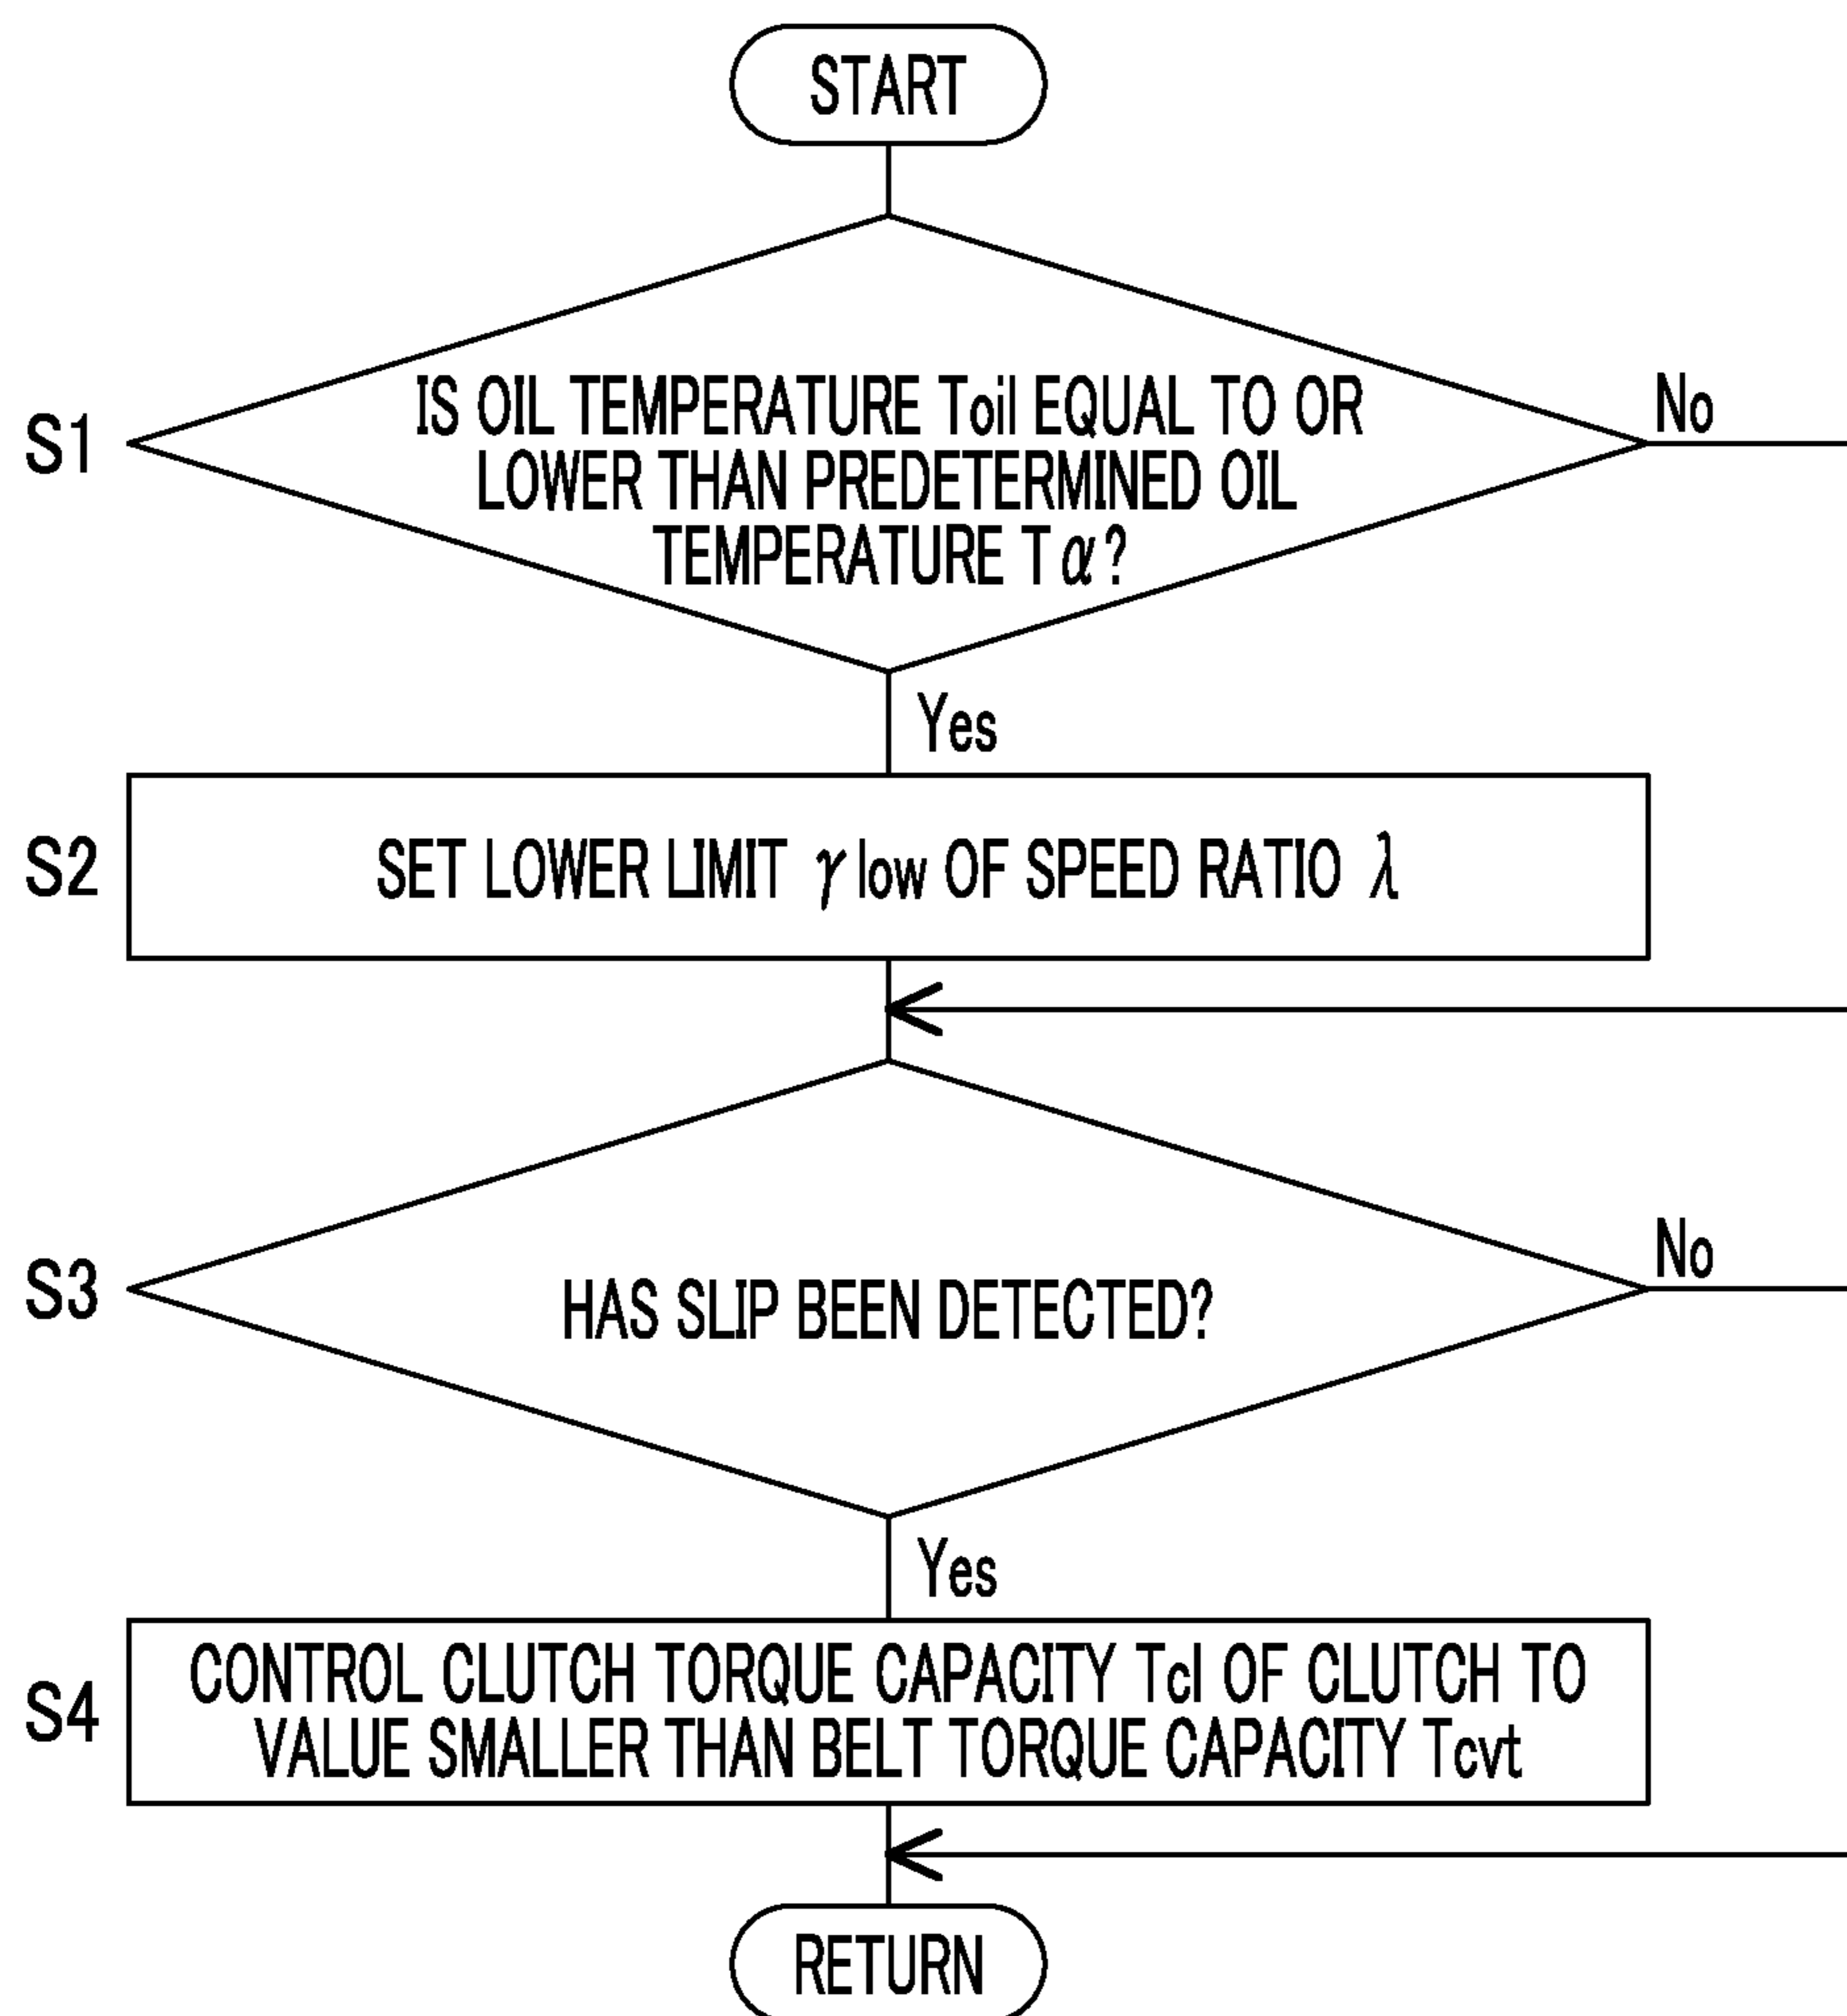 START
S1
IS OIL TEMPERATURE Toil EQUAL TO OR
LOWER THAN PREDETERMINED OIL
TEMPERATURE Tα?
No
Yes
S2
SET LOWER LIMIT γlow OF SPEED RATIO λ
S3
HAS SLIP BEEN DETECTED?
No
Yes
S4
CONTROL CLUTCH TORQUE CAPACITY Tcl OF CLUTCH TO
VALUE SMALLER THAN BELT TORQUE CAPACITY Tcvt
RETURN